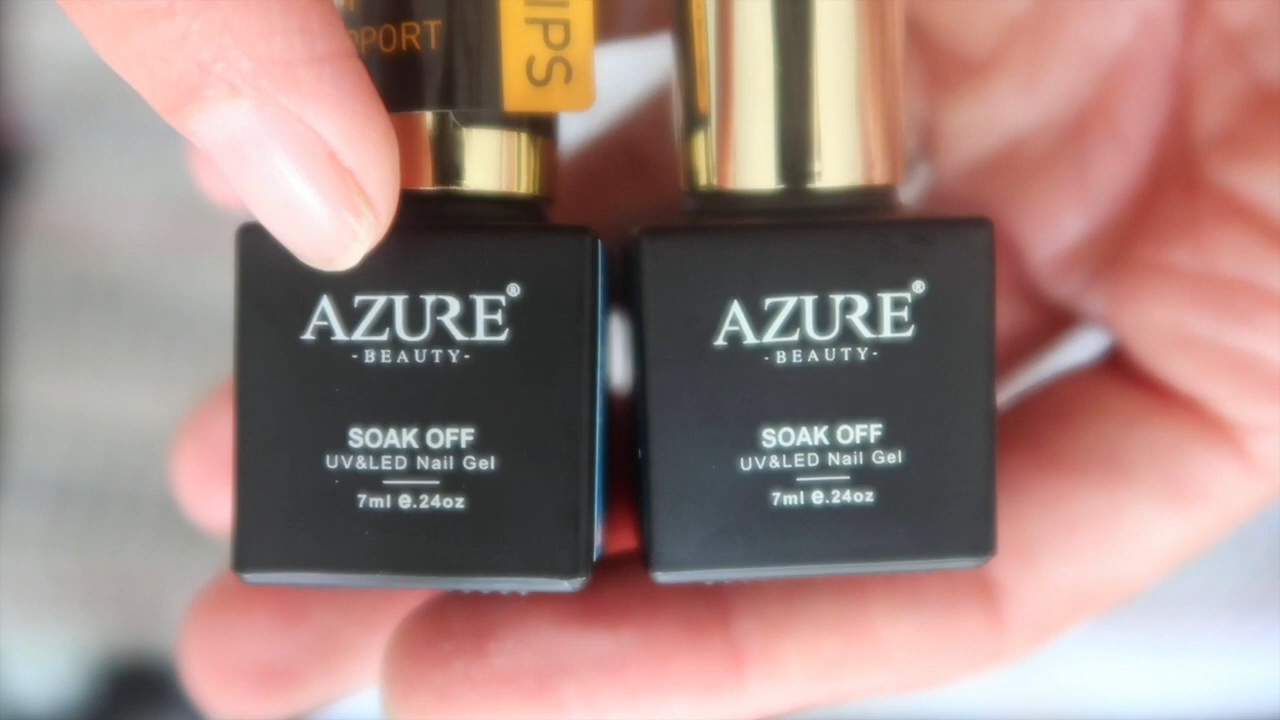 IPS
PPORT
AZURE®
-BEAUTY-
SOAK OFF
UV&LED Nail Gel
7ml e.24oz
AZURE®
-BEAUTY-
SOAK OFF
UV&LED Nail Gel
7ml e.24oz